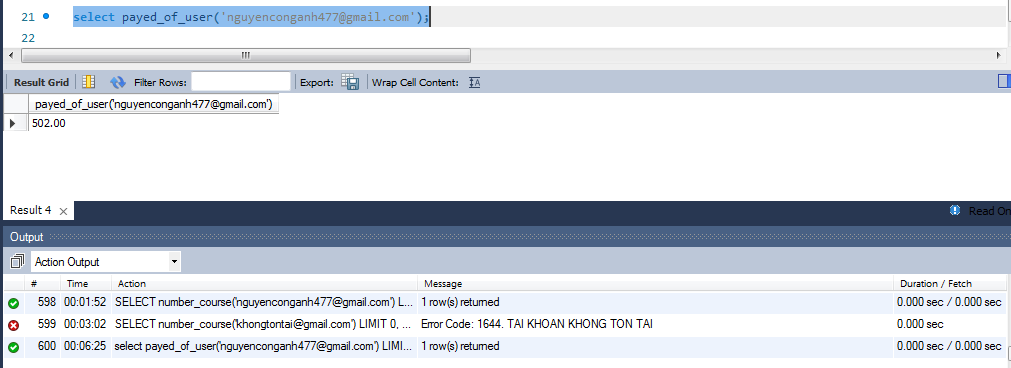 21 select payed_of_user('nguyenconganh477@gmail.com');
22
Result Grid Filter Rows: Export: Wrap Cell Content:
payed_of_user('nguyenconganh477@gmail.com')
502.00
Result 4 Read On
Output
Action Output
# Time Action Message Duration / Fetch
598 00:01:52 SELECT number_course('nguyenconganh477@gmail.com') L... 1 row(s) returned 0.000 sec / 0.000 sec
599 00:03:02 SELECT number_course('khongtontai@gmail.com') LIMIT 0, ... Error Code: 1644. TAI KHOAN KHONG TON TAI 0.000 sec
600 00:06:25 select payed_of_user('nguyenconganh477@gmail.com') LIMI... 1 row(s) returned 0.000 sec / 0.000 sec